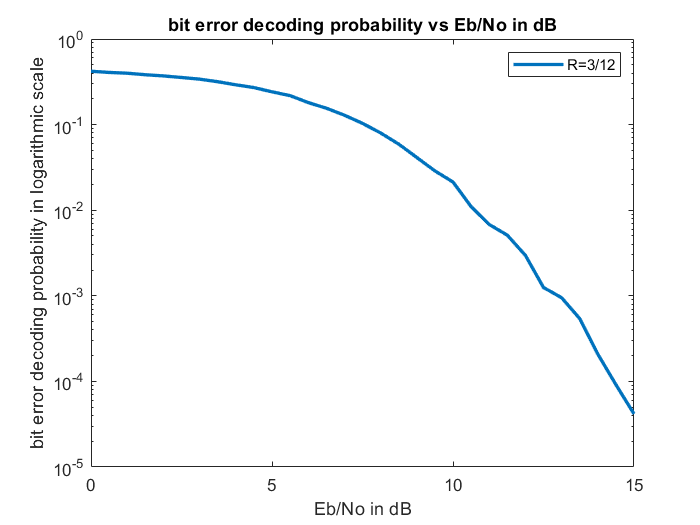 bit error decoding probability vs Eb/No in dB
R=3/12
10^0
10^-1
10^-2
10^-3
10^-4
10^-5
bit error decoding probability in logarithmic scale
0 5 10 15
Eb/No in dB